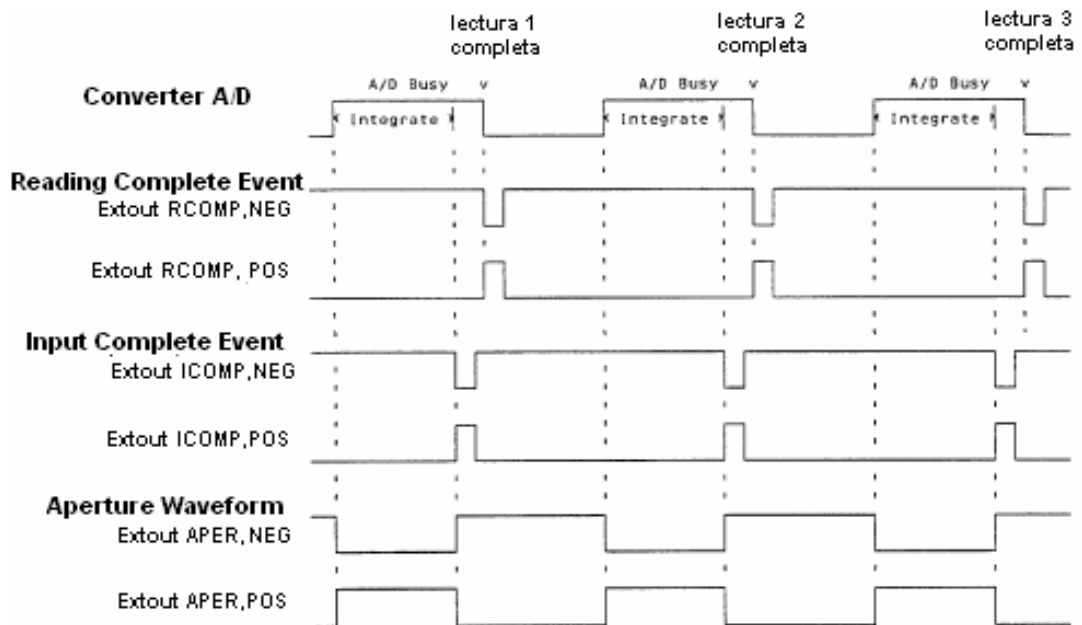 lectura 1
completa
lectura 2
completa
lectura 3
completa
A/D Busy v
A/D Busy v
A/D Busy v
Converter A/D
Integrate
Integrate
Integrate
Reading Complete Event
Extout RCOMP,NEG
Extout RCOMP, POS
Input Complete Event
Extout ICOMP,NEG
Extout ICOMP,POS
Aperture Waveform
Extout APER,NEG
Extout APER,POS